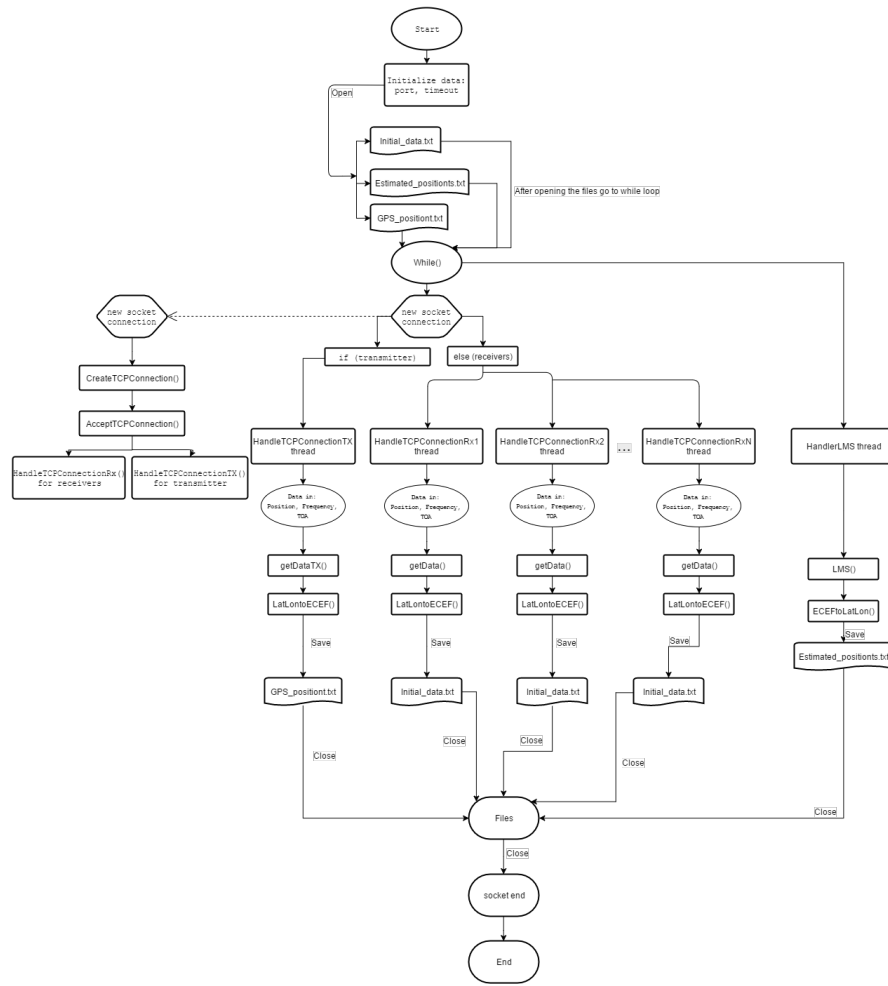 Start
Initialize data:
port, timeout
Open
Initial_data.txt
Estimated_positionts.txt
After opening the files go to while loop
GPS_positiont.txt
While()
new socket
connection
new socket
connection
if (transmitter)
else (receivers)
CreateTCPConnection()
AcceptTCPConnection()
HandleTCPConnectionRx()
for receivers
HandleTCPConnectionTX()
for transmitter
HandleTCPConnectionTX
thread
HandleTCPConnectionRx1
thread
HandleTCPConnectionRx2
thread
...
HandleTCPConnectionRxN
thread
HandlerLMS thread
Data in:
Position, Frequency,
TOA
Data in:
Position, Frequency,
TOA
Data in:
Position, Frequency,
TOA
Data in:
Position, Frequency,
TOA
getDataTX()
getData()
getData()
getData()
LMS()
LatLontoECEF()
LatLontoECEF()
LatLontoECEF()
LatLontoECEF()
ECEFtoLatLon()
Save
Save
Save
Save
Save
Estimated_positionts.txt
GPS_positiont.txt
Initial_data.txt
Initial_data.txt
Initial_data.txt
Close
Close
Close
Close
Close
Files
Close
socket end
End